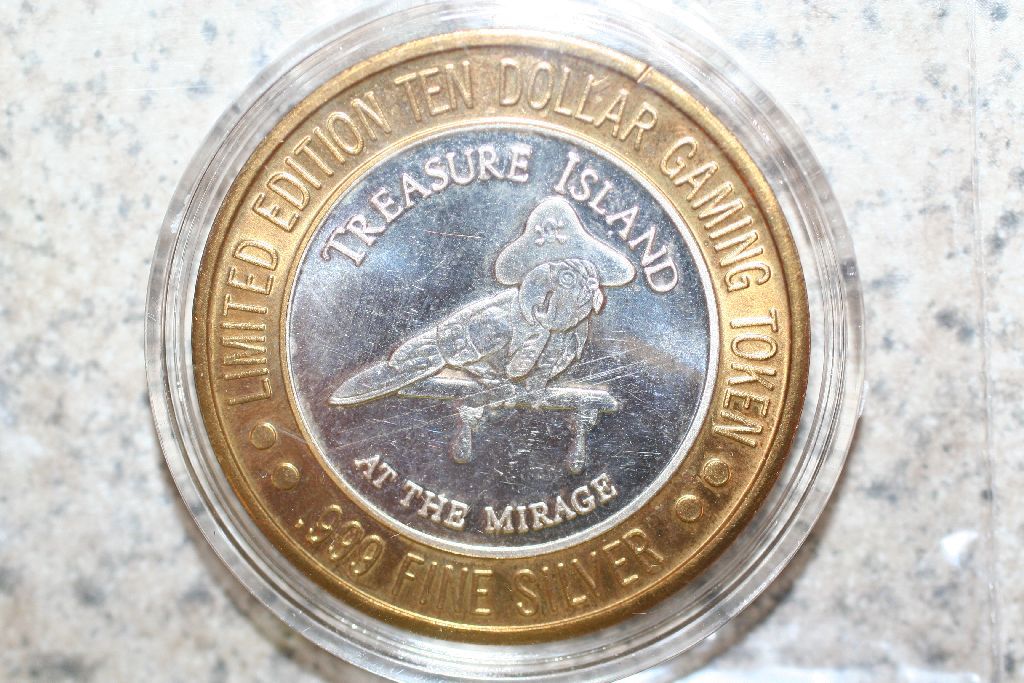 LIMITED EDITION TEN DOLLAR GAMING TOKEN
TREASURE ISLAND
AT THE MIRAGE
.999 FINE SILVER